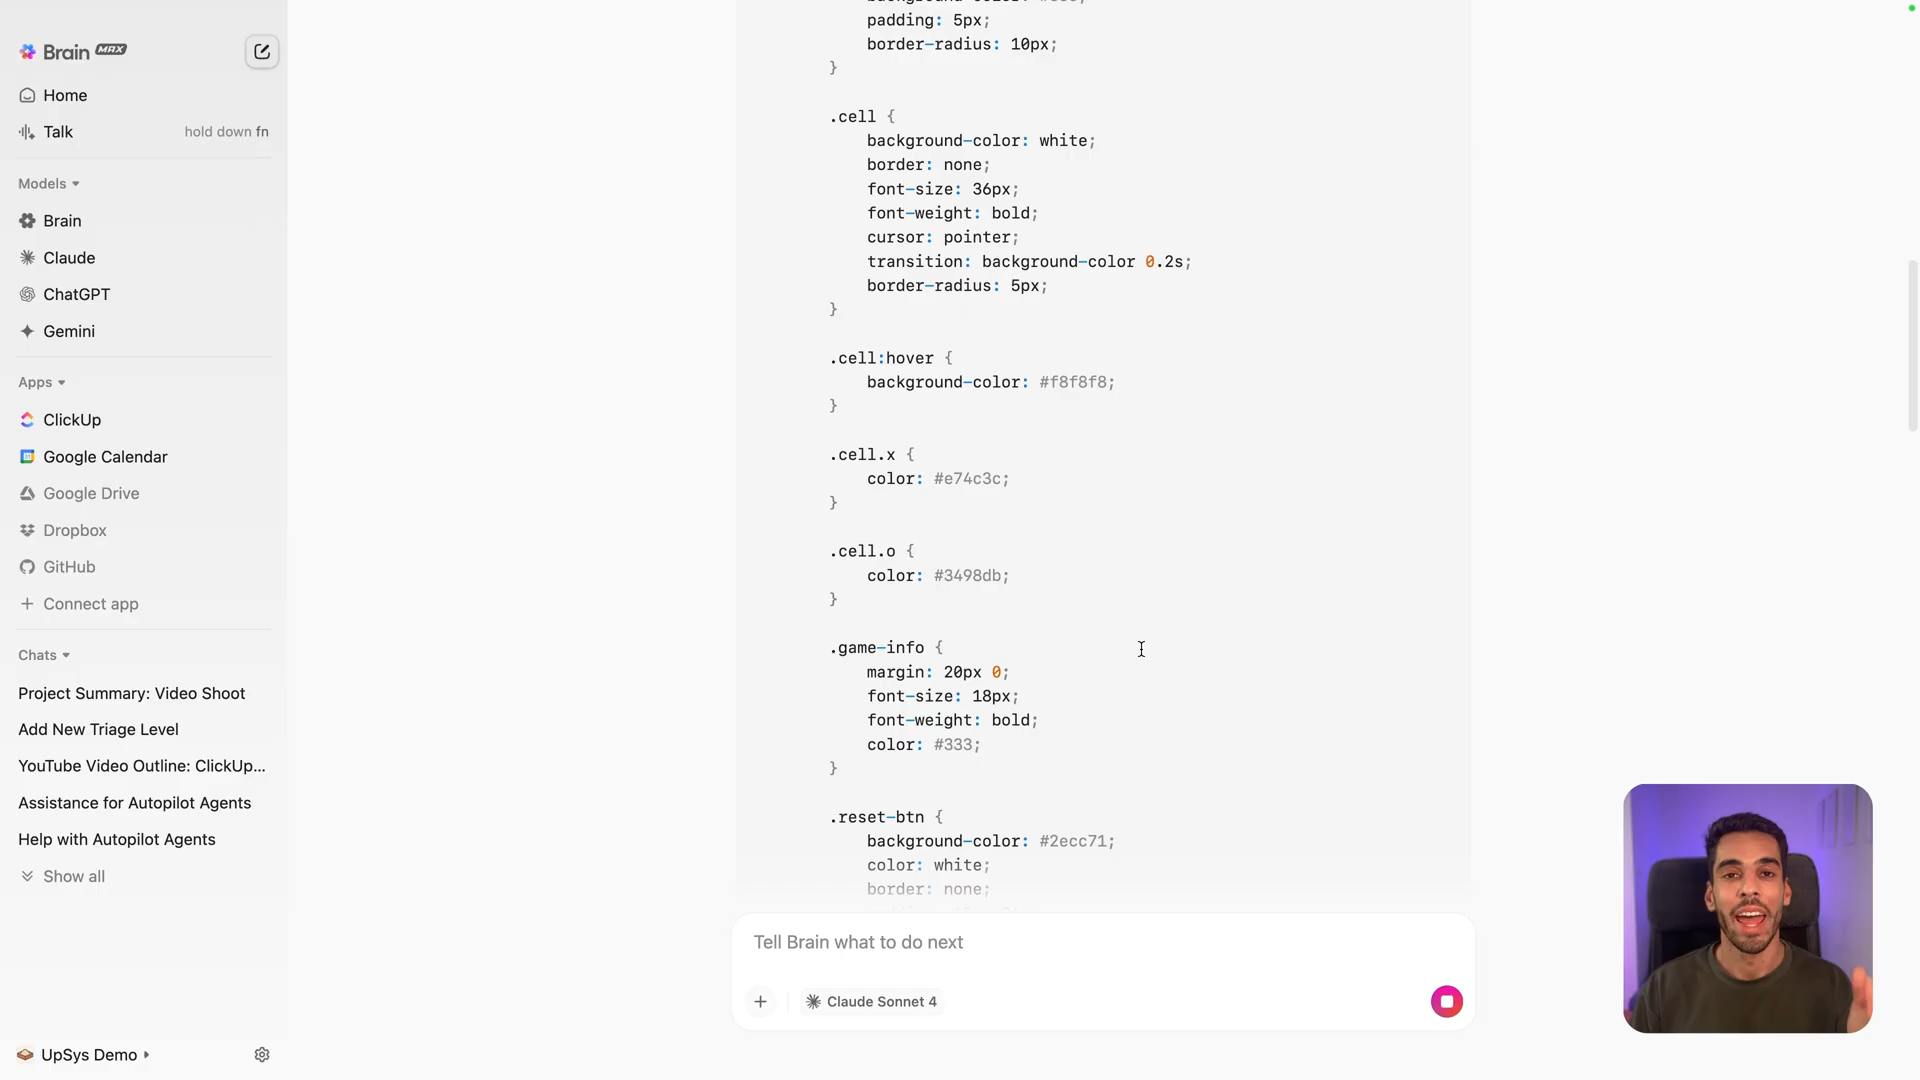 Brain MAX
Home
Talk hold down fn
Models
Brain
Claude
ChatGPT
Gemini
Apps
ClickUp
Google Calendar
Google Drive
Dropbox
GitHub
+ Connect app
Chats
Project Summary: Video Shoot
Add New Triage Level
YouTube Video Outline: ClickUp...
Assistance for Autopilot Agents
Help with Autopilot Agents
Show all
UpSys Demo
padding: 5px;
border-radius: 10px;
}
.cell {
background-color: white;
border: none;
font-size: 36px;
font-weight: bold;
cursor: pointer;
transition: background-color 0.2s;
border-radius: 5px;
}
.cell:hover {
background-color: #f8f8f8;
}
.cell.x {
color: #e74c3c;
}
.cell.o {
color: #3498db;
}
.game-info {
margin: 20px 0;
font-size: 18px;
font-weight: bold;
color: #333;
}
.reset-btn {
background-color: #2ecc71;
color: white;
border: none;
Tell Brain what to do next
+ Claude Sonnet 4